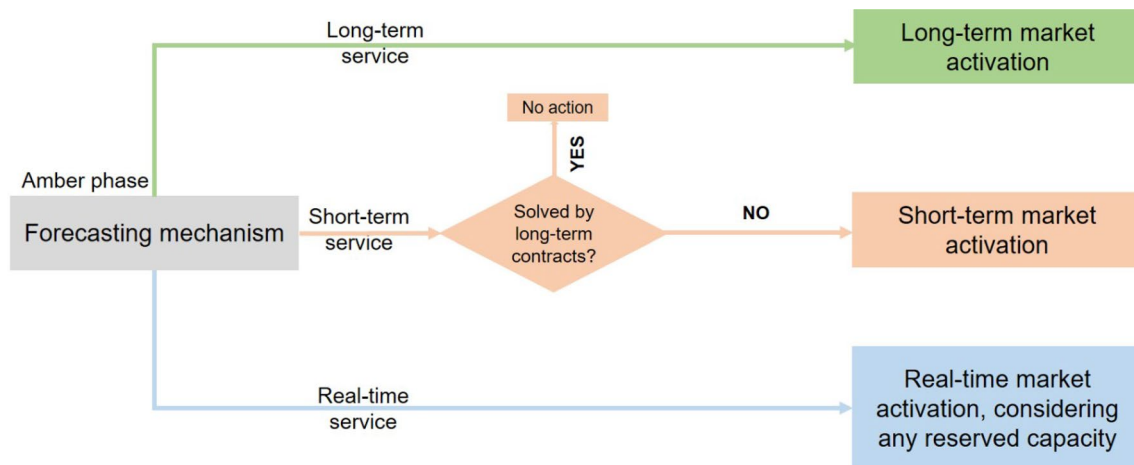 Long-term
service
Long-term market
activation
No action
YES
Amber phase
Forecasting mechanism
Short-term
service
Solved by
long-term
contracts?
NO
Short-term market
activation
Real-time
service
Real-time market
activation, considering
any reserved capacity